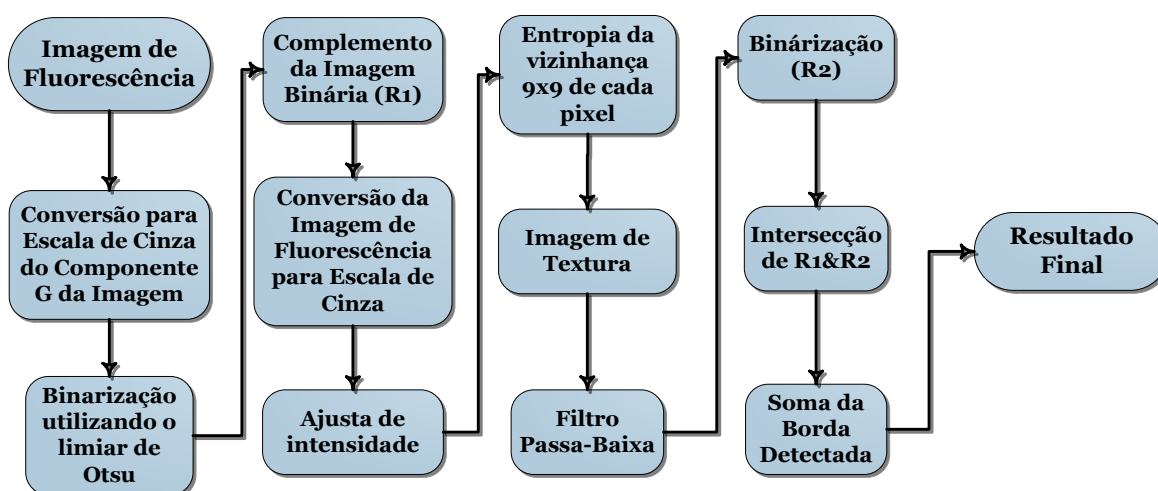 Imagem de
Fluorescência
Conversão para
Escala de Cinza
do Componente
G da Imagem
Binarização
utilizando o
limiar de
Otsu
Complemento
da Imagem
Binária (R1)
Conversão da
Imagem de
Fluorescência
para Escala de
Cinza
Ajusta de
intensidade
Entropia da
vizinhança
9x9 de cada
pixel
Imagem de
Textura
Filtro
Passa-Baixa
Binárização
(R2)
Intersecção
de R1&R2
Soma da
Borda
Detectada
Resultado
Final